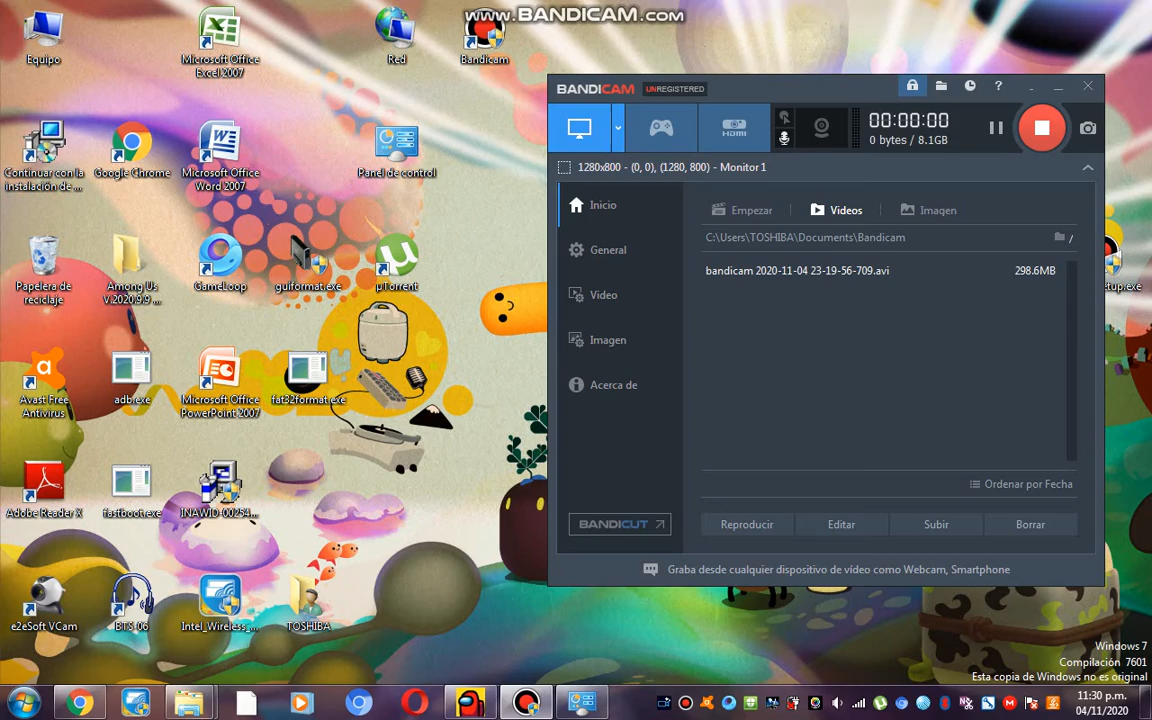 www.BANDICAM.com
Equipo
Microsoft Office
Excel 2007
Red
Bandicam
Continuar con la
instalación de ...
Google Chrome
Microsoft Office
Word 2007
Panel de control
Papelera de
reciclaje
Among Us
V.2020.9.9 ...
GameLoop
guiformat.exe
µTorrent
Avast Free
Antivirus
adb.exe
Microsoft Office
PowerPoint 2007
fat32format.exe
Adobe Reader X
fastboot.exe
INAWID-00254...
e2eSoft VCam
BTS-06
Intel_Wireless_...
TOSHIBA
BANDICAM UNREGISTERED
HDMI
00:00:00
0 bytes / 8.1GB
1280x800 - (0, 0), (1280, 800) - Monitor 1
Inicio
General
Video
Imagen
Acerca de
BANDICUT
Empezar
Videos
Imagen
C:\Users\TOSHIBA\Documents\Bandicam
/
bandicam 2020-11-04 23-19-56-709.avi 298.6MB
Ordenar por Fecha
Reproducir
Editar
Subir
Borrar
Graba desde cualquier dispositivo de vídeo como Webcam, Smartphone
etup.exe
Windows 7
Compilación 7601
Esta copia de Windows no es original
11:30 p.m.
04/11/2020